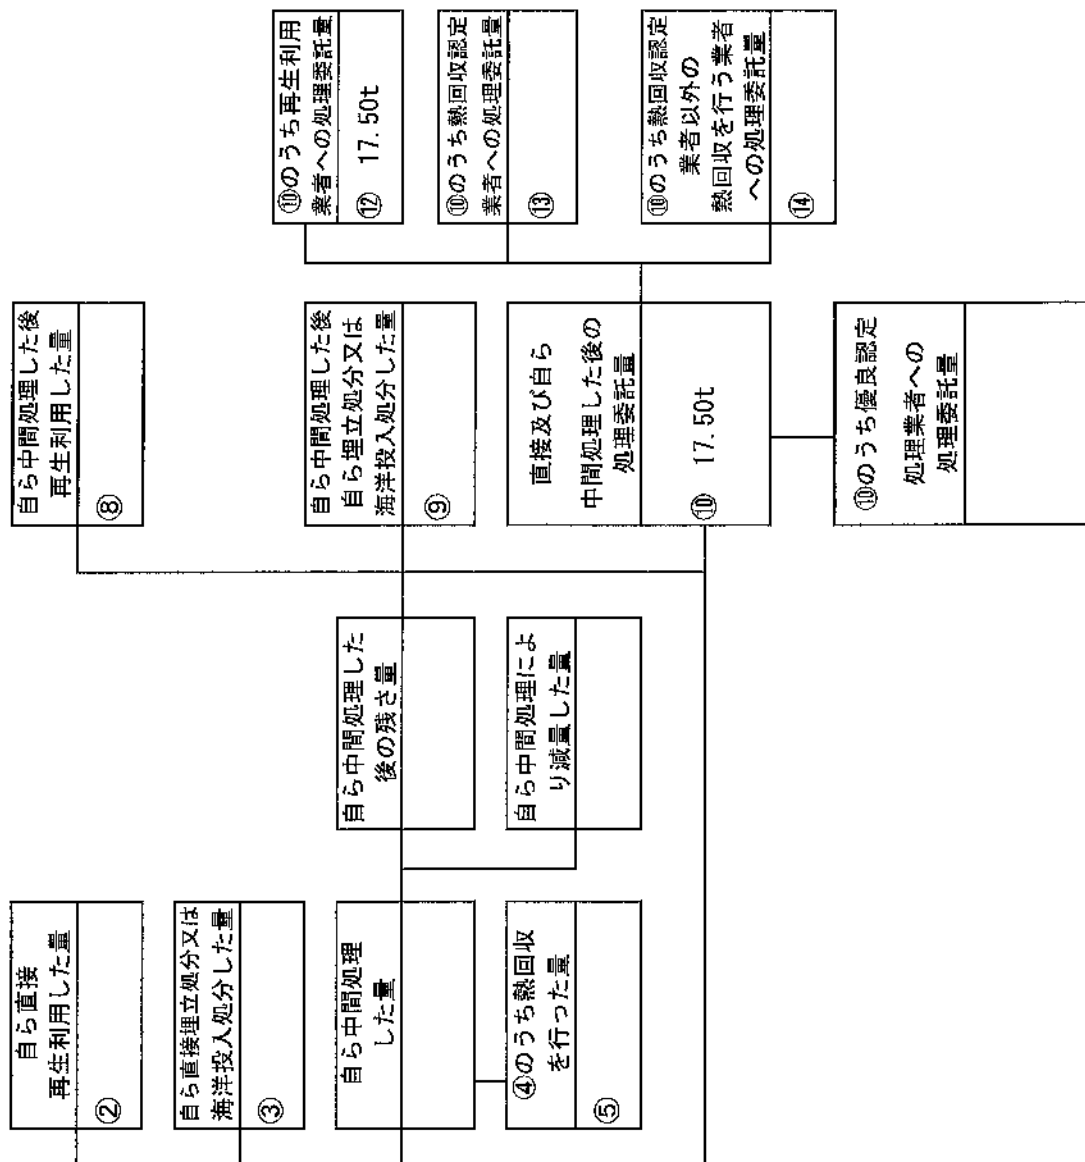 自ら直接
再生利用した量
②
自ら直接埋立処分又は
海洋投入処分した量
③
自ら中間処理
した量
④のうち熱回収
を行った量
⑤
自ら中間処理した
後の残さ量
自ら中間処理によ
り減量した量
自ら中間処理した後
再生利用した量
⑧
自ら中間処理した後
自ら埋立処分又は
海洋投入処分した量
⑨
直接及び自ら
中間処理した後の
処理委託量
⑩ 17.50t
⑩のうち優良認定
処理業者への
処理委託量
⑩のうち再生利用
業者への処理委託量
⑫ 17.50t
⑩のうち熱回収認定
業者への処理委託量
⑬
⑩のうち熱回収認定
業者以外の
熱回収を行う業者
への処理委託量
⑭